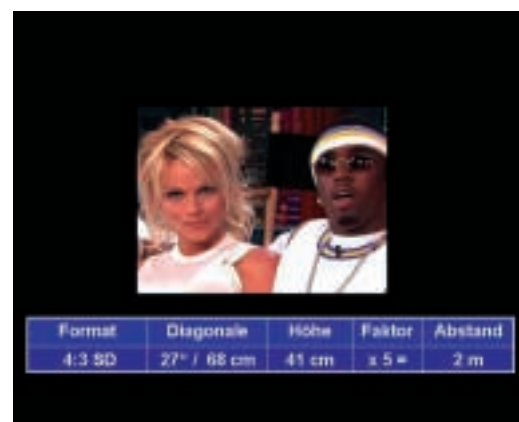 Format Diagonale Höhe Faktor Abstand
4:3 SD 27" / 68 cm 41 cm x 5 = 2 m